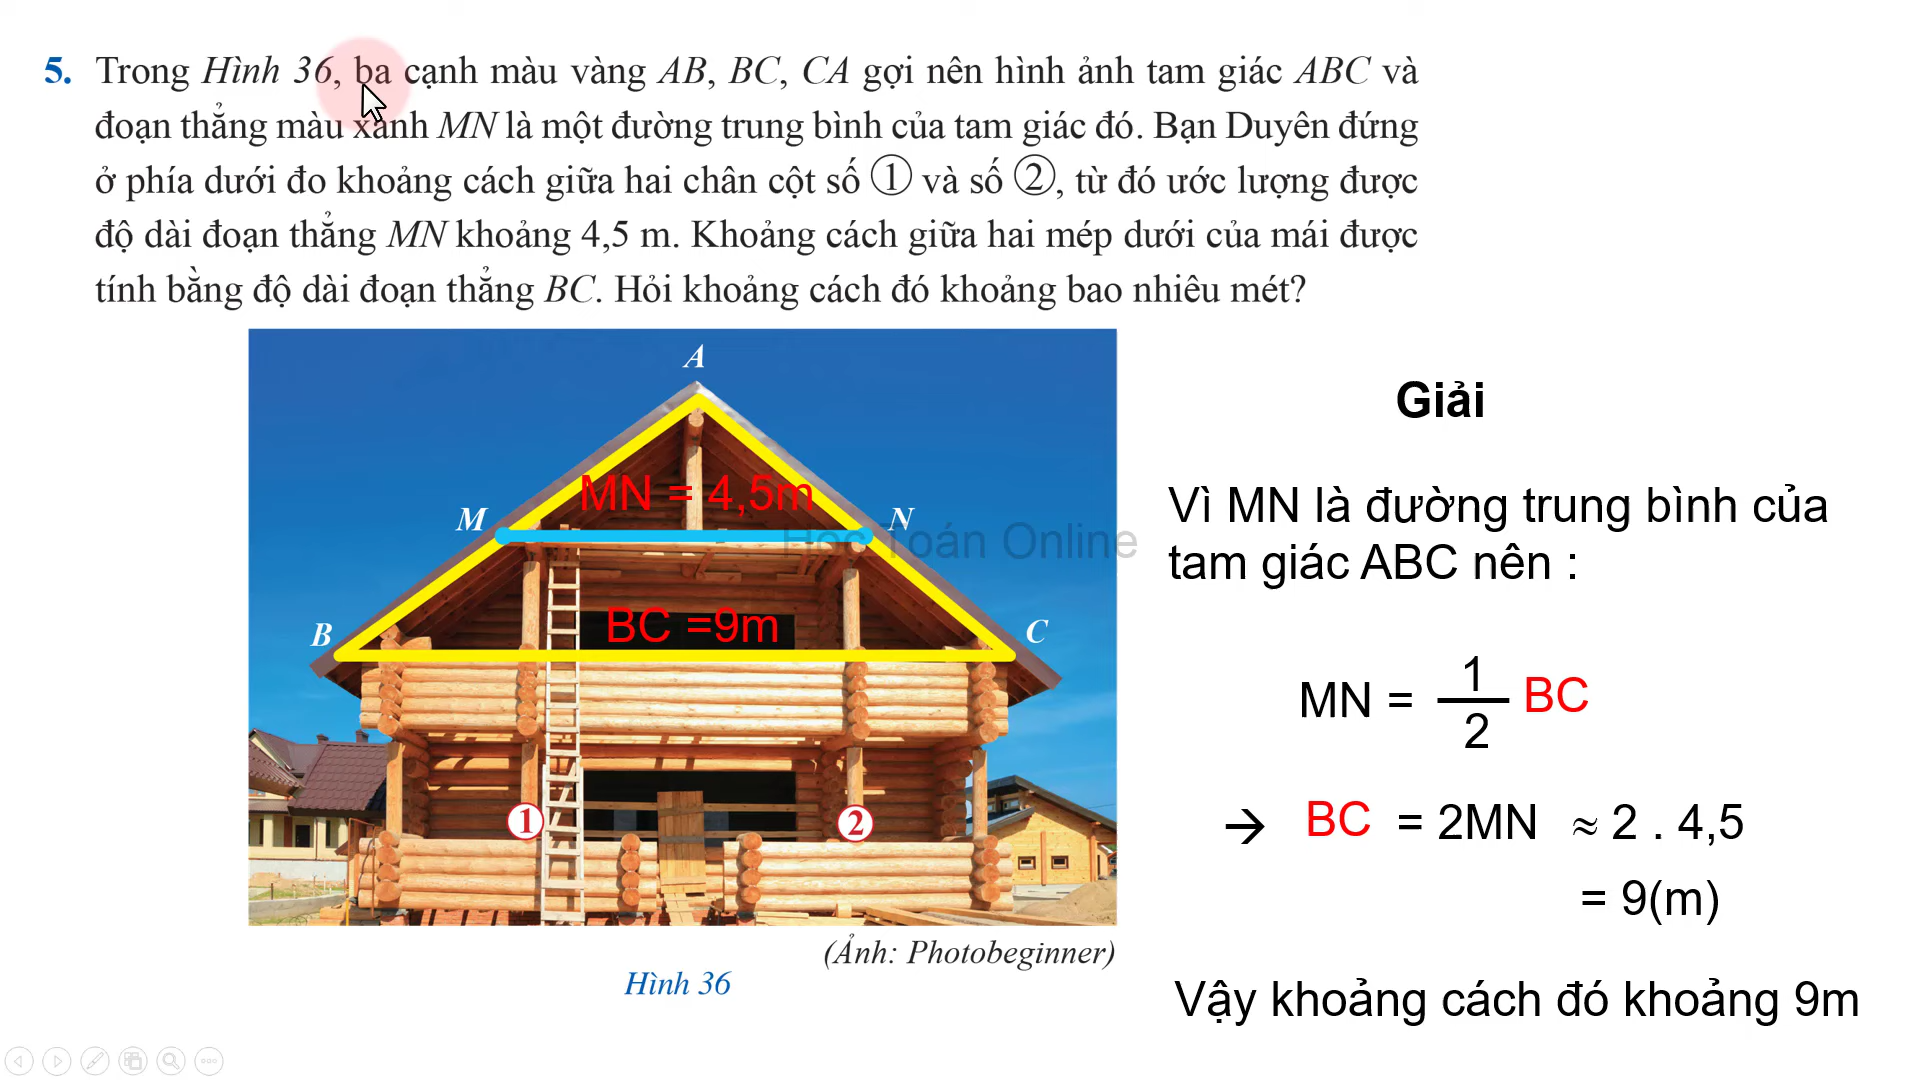 5. Trong Hình 36, ba cạnh màu vàng AB, BC, CA gợi nên hình ảnh tam giác ABC và
đoạn thẳng màu xanh MN là một đường trung bình của tam giác đó. Bạn Duyên đứng
ở phía dưới đo khoảng cách giữa hai chân cột số ① và số ②, từ đó ước lượng được
độ dài đoạn thẳng MN khoảng 4,5 m. Khoảng cách giữa hai mép dưới của mái được
tính bằng độ dài đoạn thẳng BC. Hỏi khoảng cách đó khoảng bao nhiêu mét?
A
MN = 4,5m
M
N
Học Toán Online
BC =9m
B
C
1
2
(Ảnh: Photobeginner)
Hình 36
Giải
Vì MN là đường trung bình của
tam giác ABC nên :
MN = 1/2 BC
→ BC = 2MN ≈ 2 . 4,5
= 9(m)
Vậy khoảng cách đó khoảng 9m